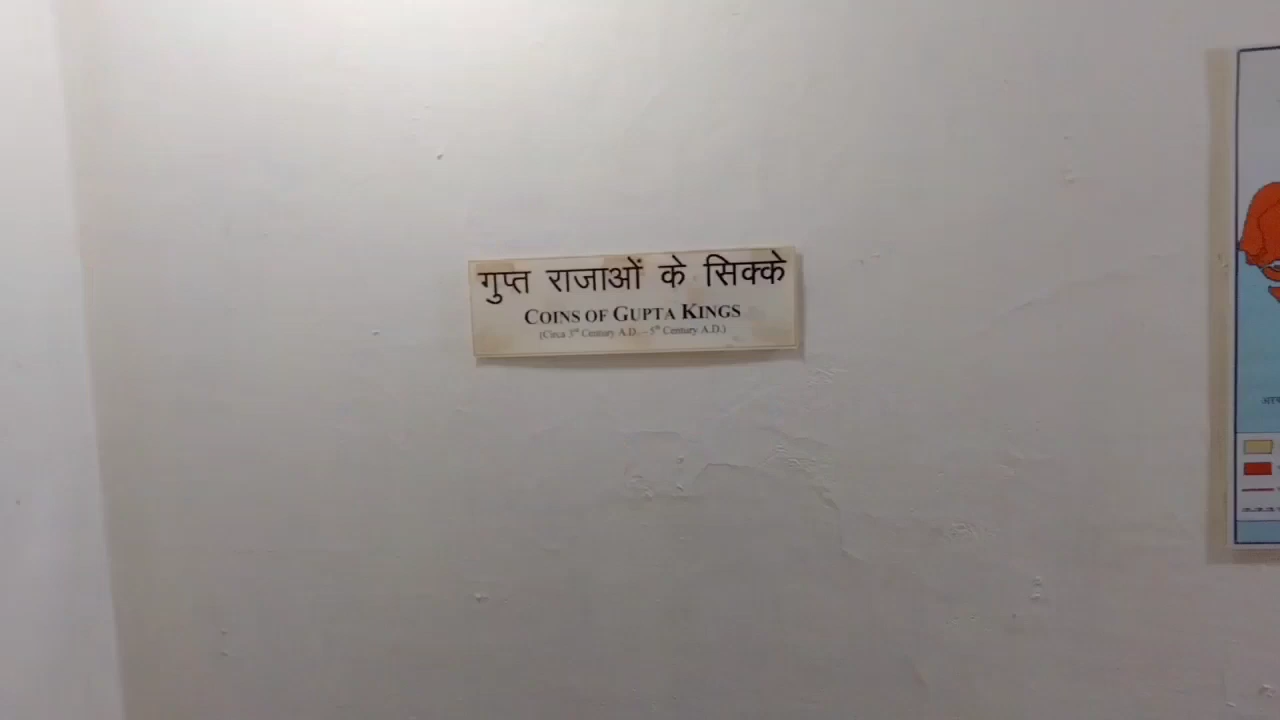 गुप्त राजाओं के सिक्के
COINS OF GUPTA KINGS
(Circa 3rd Century A.D. – 5th Century A.D.)